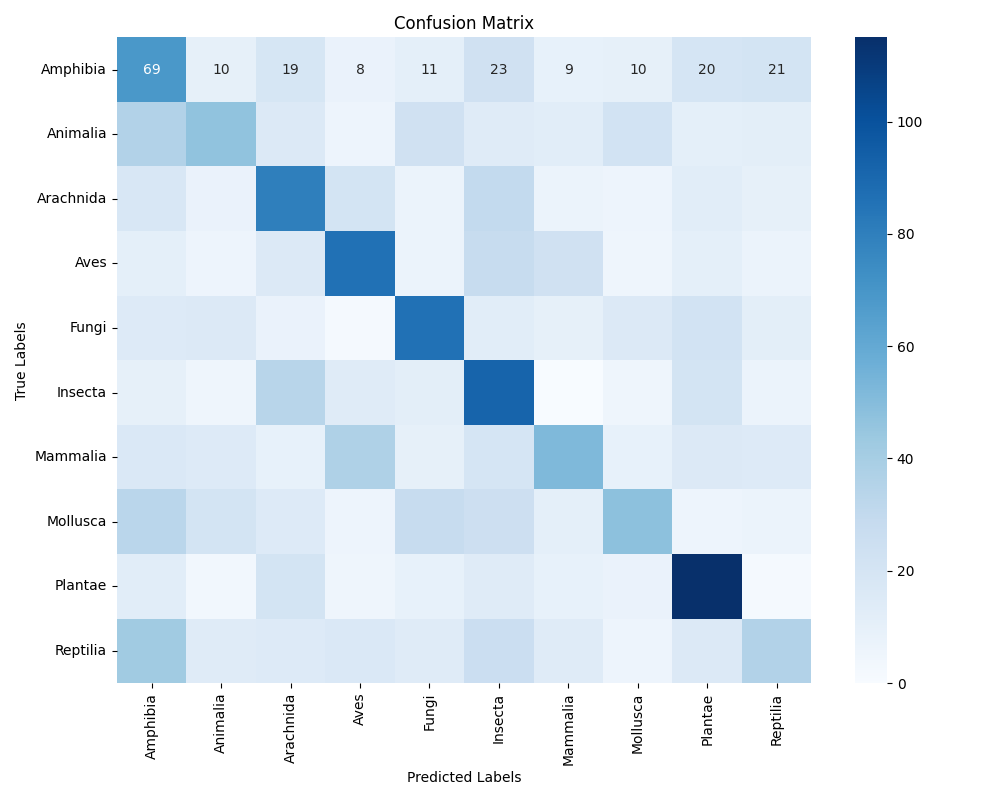 Confusion Matrix
Amphibia 69 10 19 8 11 23 9 10 20 21
Animalia
Arachnida
Aves
Fungi
Insecta
Mammalia
Mollusca
Plantae
Reptilia
True Labels
Amphibia Animalia Arachnida Aves Fungi Insecta Mammalia Mollusca Plantae Reptilia
Predicted Labels
100
80
60
40
20
0